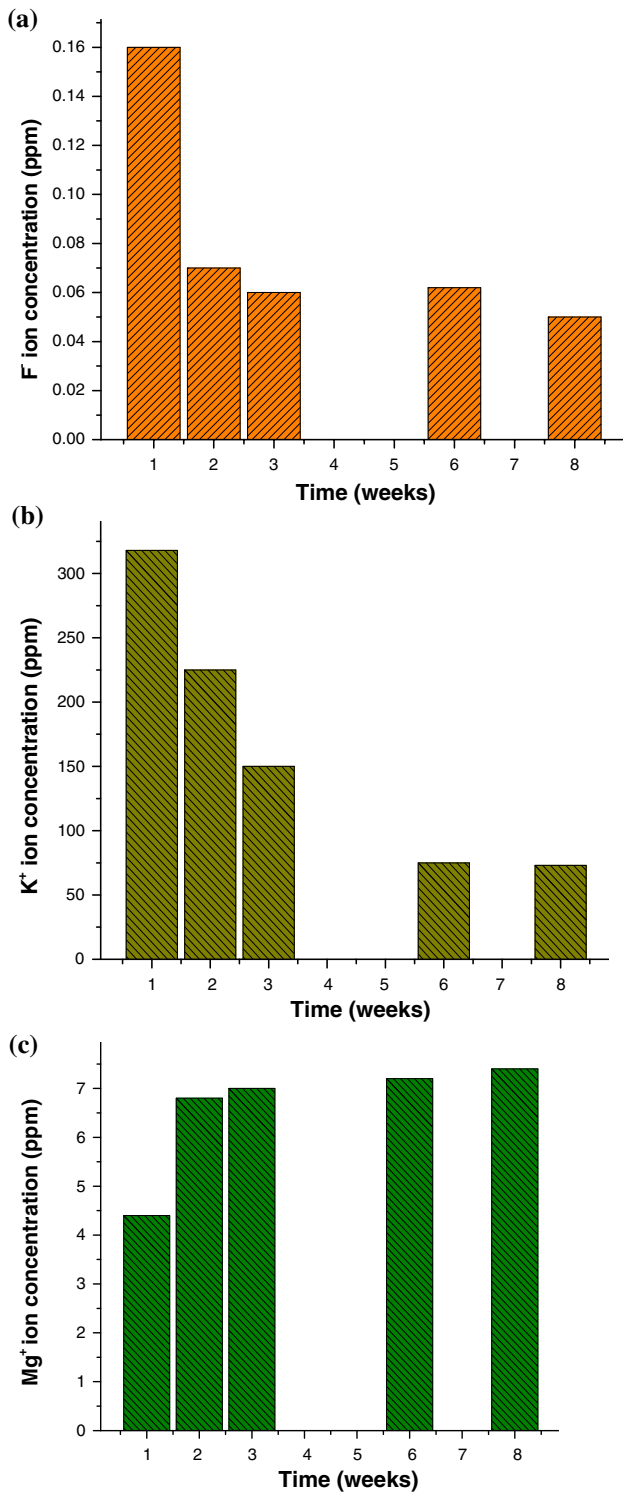 (a)
F⁻ ion concentration (ppm)
0.16
0.14
0.12
0.10
0.08
0.06
0.04
0.02
0.00
1 2 3 4 5 6 7 8
Time (weeks)
(b)
K⁺ ion concentration (ppm)
300
250
200
150
100
50
0
1 2 3 4 5 6 7 8
Time (weeks)
(c)
Mg⁺ ion concentration (ppm)
7
6
5
4
3
2
1
0
1 2 3 4 5 6 7 8
Time (weeks)